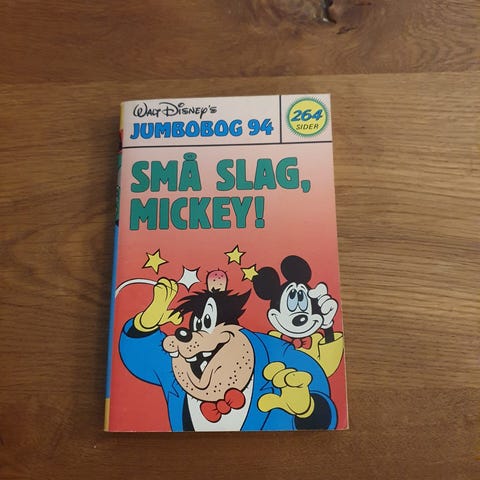 Walt Disney's
JUMBOBOG 94
264
SIDER
SMÅ SLAG,
MICKEY!